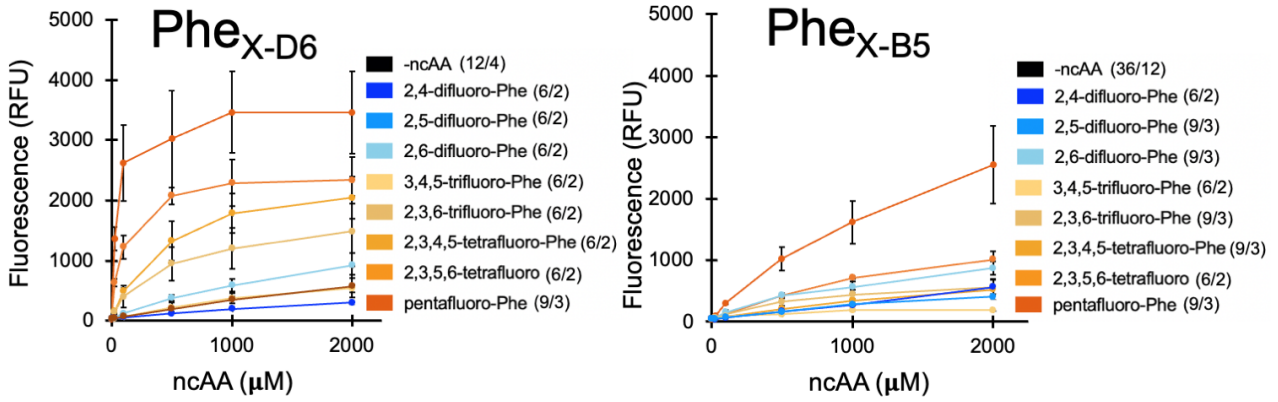 PheX-D6
Fluorescence (RFU)
5000
4000
3000
2000
1000
0
0
1000
2000
ncAA (μM)
-ncAA (12/4)
2,4-difluoro-Phe (6/2)
2,5-difluoro-Phe (6/2)
2,6-difluoro-Phe (6/2)
3,4,5-trifluoro-Phe (6/2)
2,3,6-trifluoro-Phe (6/2)
2,3,4,5-tetrafluoro-Phe (6/2)
2,3,5,6-tetrafluoro (6/2)
pentafluoro-Phe (9/3)
PheX-B5
Fluorescence (RFU)
5000
4000
3000
2000
1000
0
0
1000
2000
ncAA (μM)
-ncAA (36/12)
2,4-difluoro-Phe (6/2)
2,5-difluoro-Phe (9/3)
2,6-difluoro-Phe (9/3)
3,4,5-trifluoro-Phe (6/2)
2,3,6-trifluoro-Phe (9/3)
2,3,4,5-tetrafluoro-Phe (9/3)
2,3,5,6-tetrafluoro (6/2)
pentafluoro-Phe (9/3)